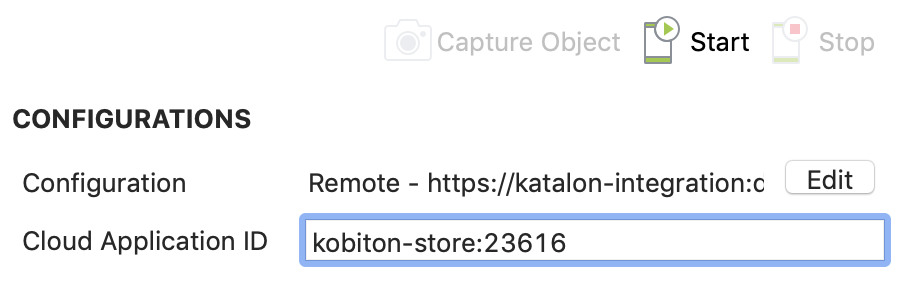 Capture Object Start Stop
CONFIGURATIONS
Configuration Remote - https://katalon-integration:c Edit
Cloud Application ID kobiton-store:23616